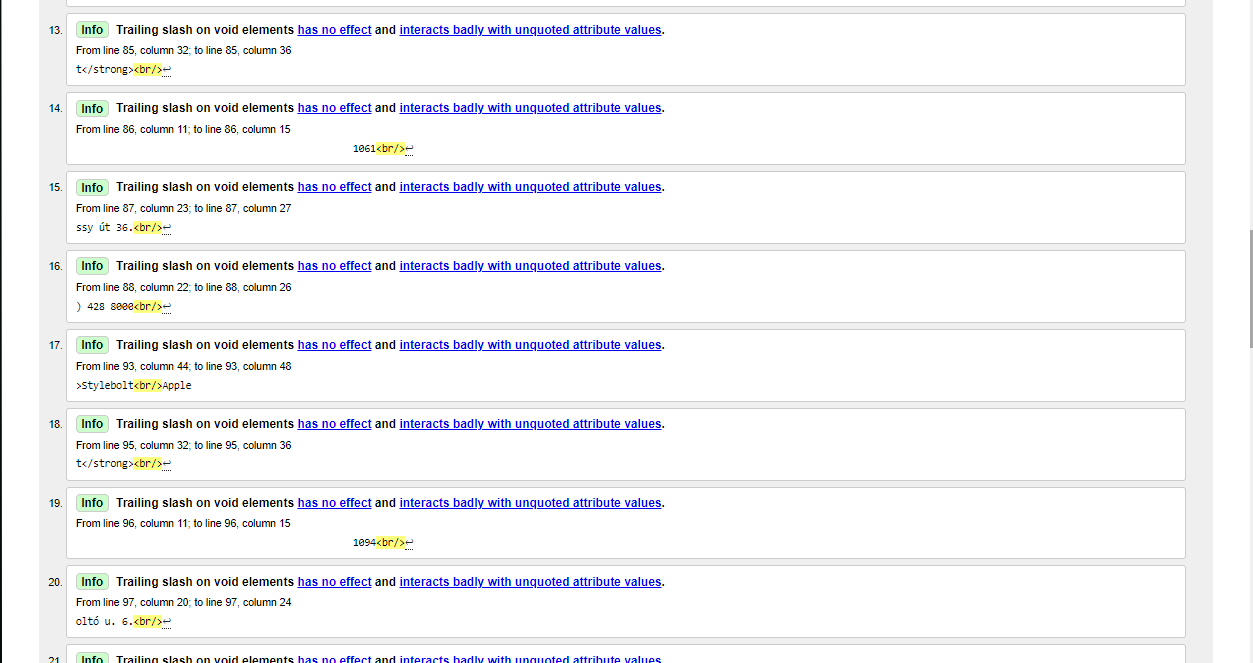 13. Info Trailing slash on void elements has no effect and interacts badly with unquoted attribute values.
From line 85, column 32; to line 85, column 36
t</strong><br/>↩
14. Info Trailing slash on void elements has no effect and interacts badly with unquoted attribute values.
From line 86, column 11; to line 86, column 15
1061<br/>↩
15. Info Trailing slash on void elements has no effect and interacts badly with unquoted attribute values.
From line 87, column 23; to line 87, column 27
ssy út 36.<br/>↩
16. Info Trailing slash on void elements has no effect and interacts badly with unquoted attribute values.
From line 88, column 22; to line 88, column 26
) 428 8000<br/>↩
17. Info Trailing slash on void elements has no effect and interacts badly with unquoted attribute values.
From line 93, column 44; to line 93, column 48
>Stylebolt<br/>Apple
18. Info Trailing slash on void elements has no effect and interacts badly with unquoted attribute values.
From line 95, column 32; to line 95, column 36
t</strong><br/>↩
19. Info Trailing slash on void elements has no effect and interacts badly with unquoted attribute values.
From line 96, column 11; to line 96, column 15
1094<br/>↩
20. Info Trailing slash on void elements has no effect and interacts badly with unquoted attribute values.
From line 97, column 20; to line 97, column 24
oltó u. 6.<br/>↩
21. Info Trailing slash on void elements has no effect and interacts badly with unquoted attribute values.